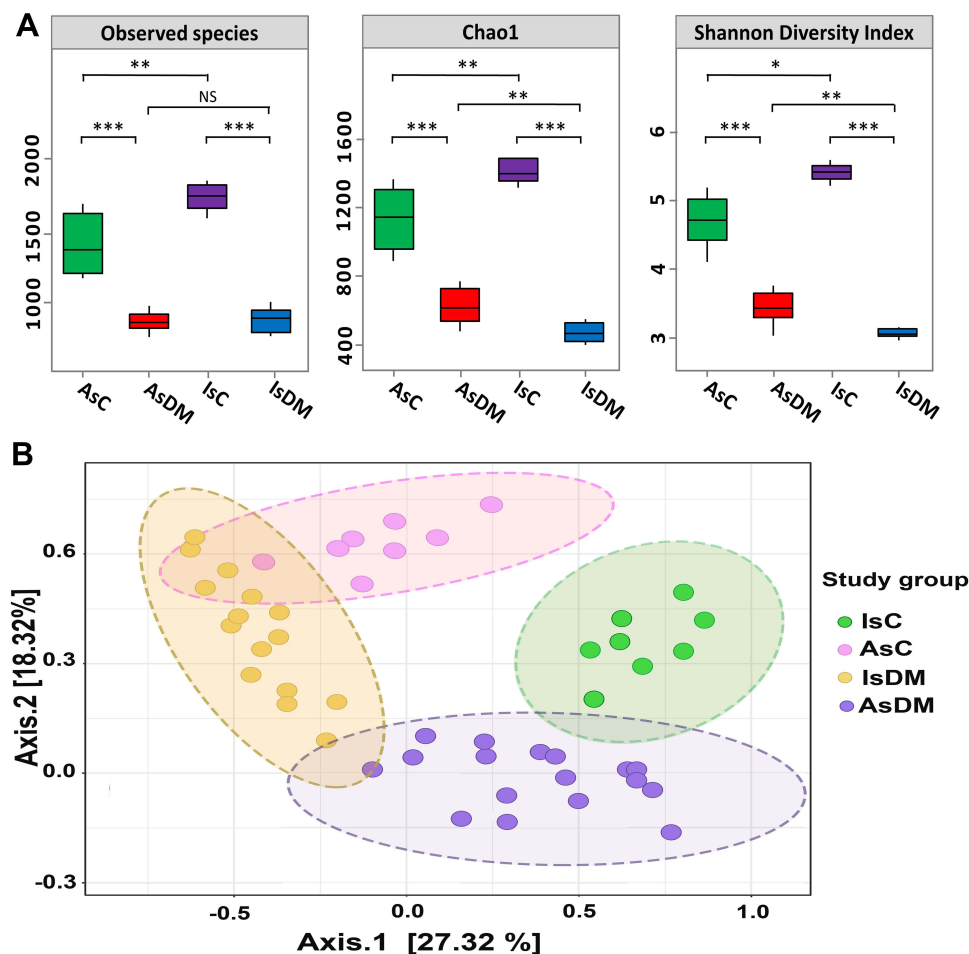 A
Observed species
Chao1
Shannon Diversity Index
**
NS
***
***
2000
1500
1000
AsC
AsDM
IsC
IsDM
**
**
***
***
1600
1200
800
400
AsC
AsDM
IsC
IsDM
*
**
***
***
6
5
4
3
AsC
AsDM
IsC
IsDM
B
Axis.2 [18.32%]
0.6
0.3
0.0
-0.3
-0.5
0.0
0.5
1.0
Axis.1 [27.32 %]
Study group
IsC
AsC
IsDM
AsDM